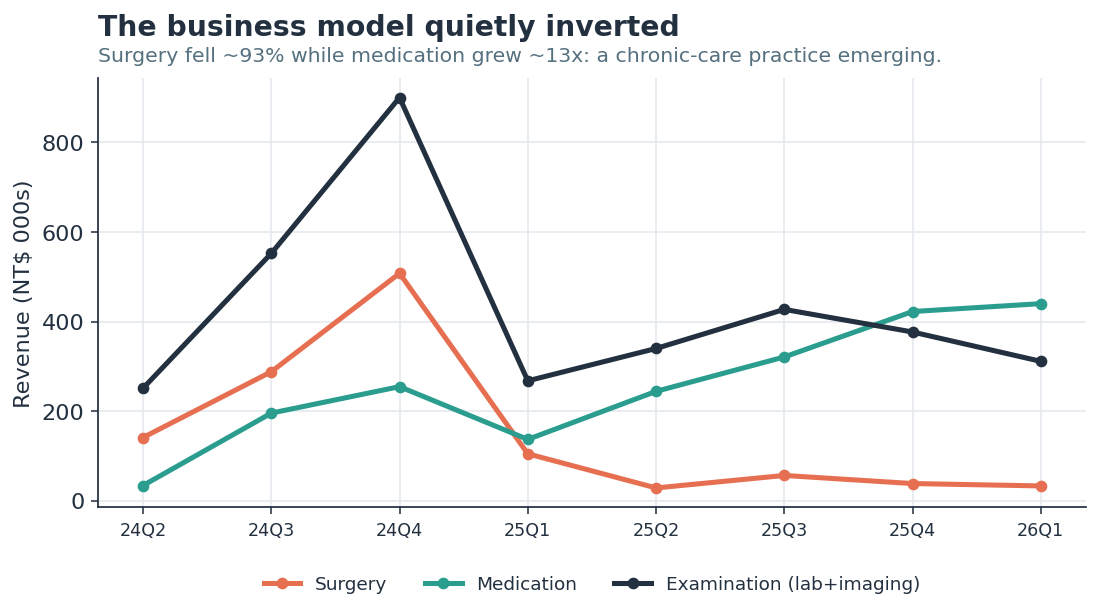 The business model quietly inverted
Surgery fell ~93% while medication grew ~13x: a chronic-care practice emerging.
Revenue (NT$ 000s)
800
600
400
200
0
24Q2 24Q3 24Q4 25Q1 25Q2 25Q3 25Q4 26Q1
Surgery Medication Examination (lab+imaging)